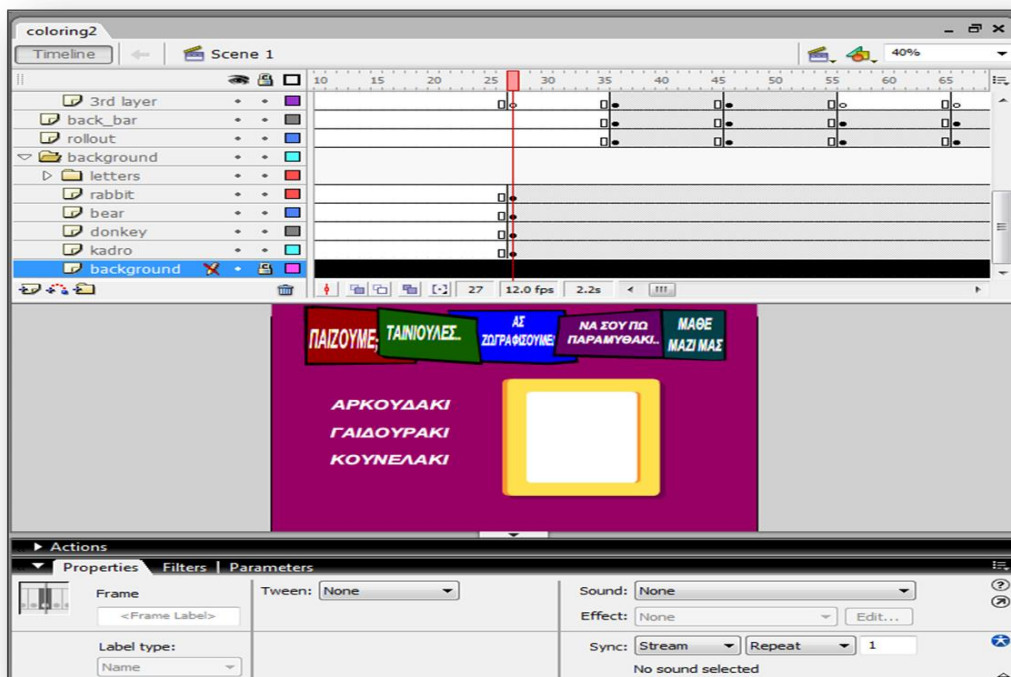 coloring2
Timeline Scene 1 40%
10 15 20 25 30 35 40 45 50 55 60 65
3rd layer
back_bar
rollout
background
letters
rabbit
bear
donkey
kadro
background
27 12.0 fps 2.2s
ΠΑΙΖΟΥΜΕ;
ΤΑΙΝΙΟΥΛΕΣ..
ΑΣ
ΖΩΓΡΑΦΙΣΟΥΜΕ!
ΝΑ ΣΟΥ ΠΩ
ΠΑΡΑΜΥΘΑΚΙ..
ΜΑΘΕ
ΜΑΖΙ ΜΑΣ
ΑΡΚΟΥΔΑΚΙ
ΓΑΙΔΟΥΡΑΚΙ
ΚΟΥΝΕΛΑΚΙ
Actions
Properties Filters Parameters
Frame Tween: None Sound: None
<Frame Label> Effect: None Edit...
Label type: Sync: Stream Repeat 1
Name No sound selected